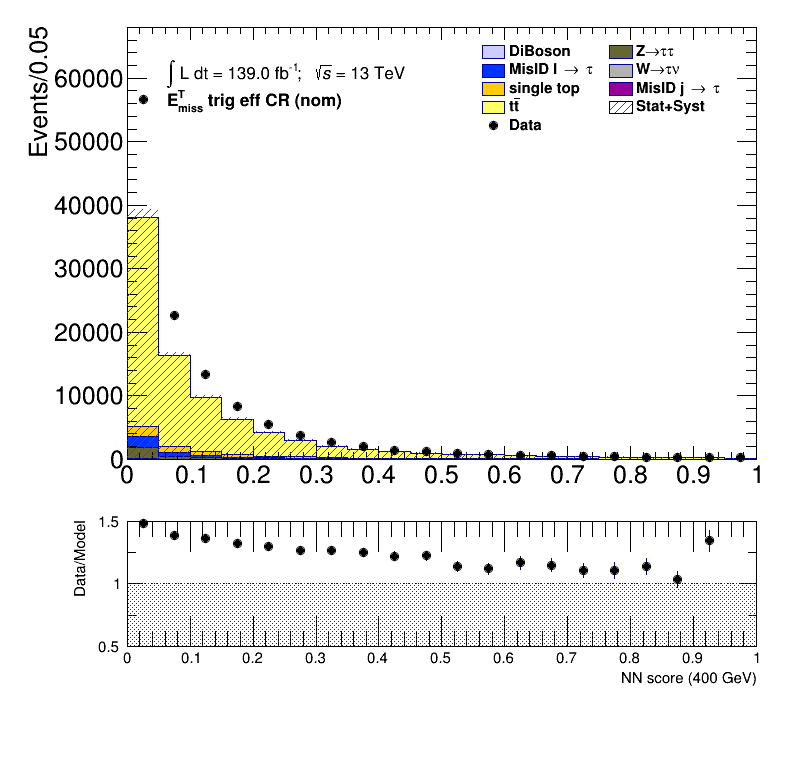 Events/0.05
60000
50000
40000
30000
20000
10000
0
∫ L dt = 139.0 fb⁻¹; √s = 13 TeV
E^T_miss trig eff CR (nom)
DiBoson
MisID l → τ
single top
tt̄
Data
Z→ττ
W→τν
MisID j → τ
Stat+Syst
0 0.1 0.2 0.3 0.4 0.5 0.6 0.7 0.8 0.9 1
Data/Model
1.5
1
0.5
0 0.1 0.2 0.3 0.4 0.5 0.6 0.7 0.8 0.9 1
NN score (400 GeV)